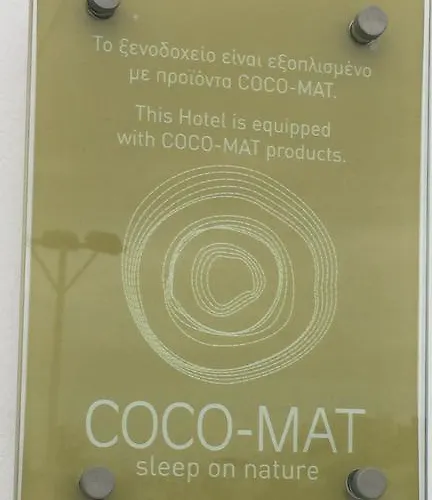 Το ξενοδοχείο είναι εξοπλισμένο
με προϊόντα COCO-MAT.
This Hotel is equipped
with COCO-MAT products.
COCO-MAT
sleep on nature